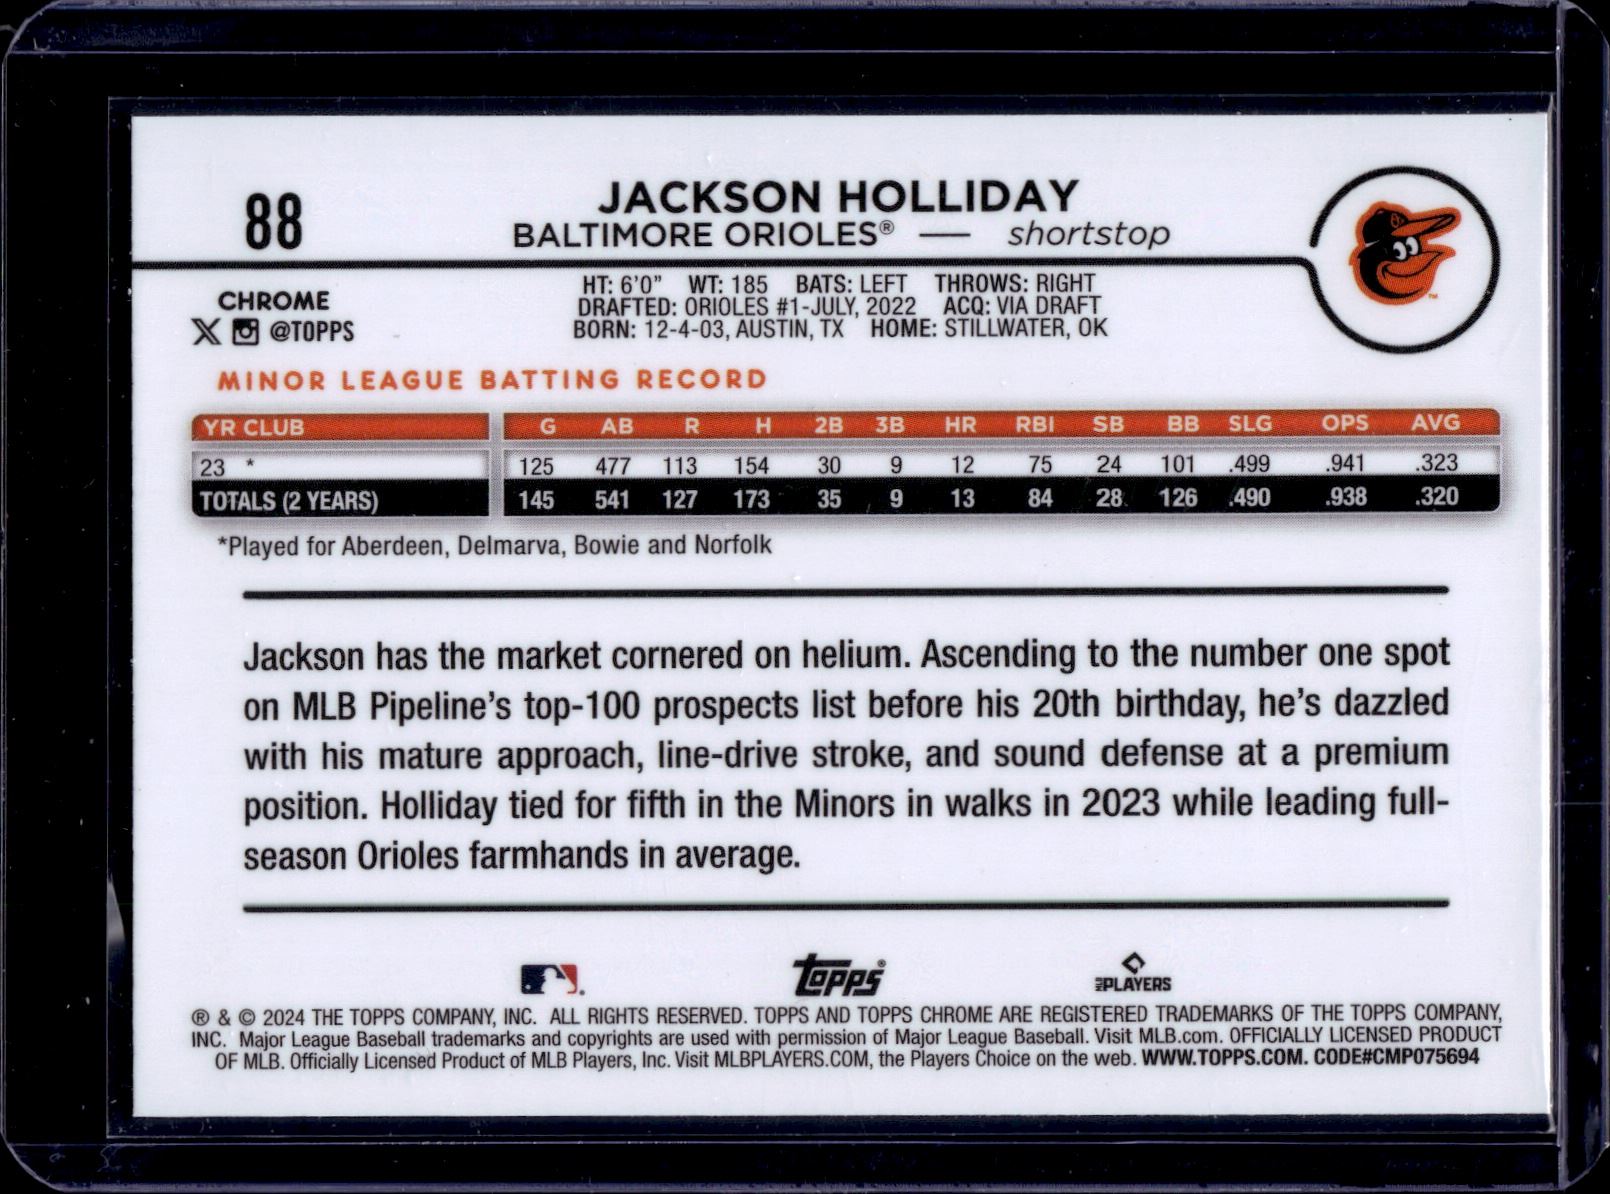 88
JACKSON HOLLIDAY
BALTIMORE ORIOLES® — shortstop
CHROME
@TOPPS
HT: 6'0" WT: 185 BATS: LEFT THROWS: RIGHT
DRAFTED: ORIOLES #1-JULY, 2022 ACQ: VIA DRAFT
BORN: 12-4-03, AUSTIN, TX HOME: STILLWATER, OK
MINOR LEAGUE BATTING RECORD
YR CLUB G AB R H 2B 3B HR RBI SB BB SLG OPS AVG
23 * 125 477 113 154 30 9 12 75 24 101 .499 .941 .323
TOTALS (2 YEARS) 145 541 127 173 35 9 13 84 28 126 .490 .938 .320
*Played for Aberdeen, Delmarva, Bowie and Norfolk
Jackson has the market cornered on helium. Ascending to the number one spot
on MLB Pipeline's top-100 prospects list before his 20th birthday, he's dazzled
with his mature approach, line-drive stroke, and sound defense at a premium
position. Holliday tied for fifth in the Minors in walks in 2023 while leading full-
season Orioles farmhands in average.
Topps®
MLB PLAYERS
® & © 2024 THE TOPPS COMPANY, INC. ALL RIGHTS RESERVED. TOPPS AND TOPPS CHROME ARE REGISTERED TRADEMARKS OF THE TOPPS COMPANY,
INC. Major League Baseball trademarks and copyrights are used with permission of Major League Baseball. Visit MLB.com. OFFICIALLY LICENSED PRODUCT
OF MLB. Officially Licensed Product of MLB Players, Inc. Visit MLBPLAYERS.COM, the Players Choice on the web. WWW.TOPPS.COM. CODE#CMP075694